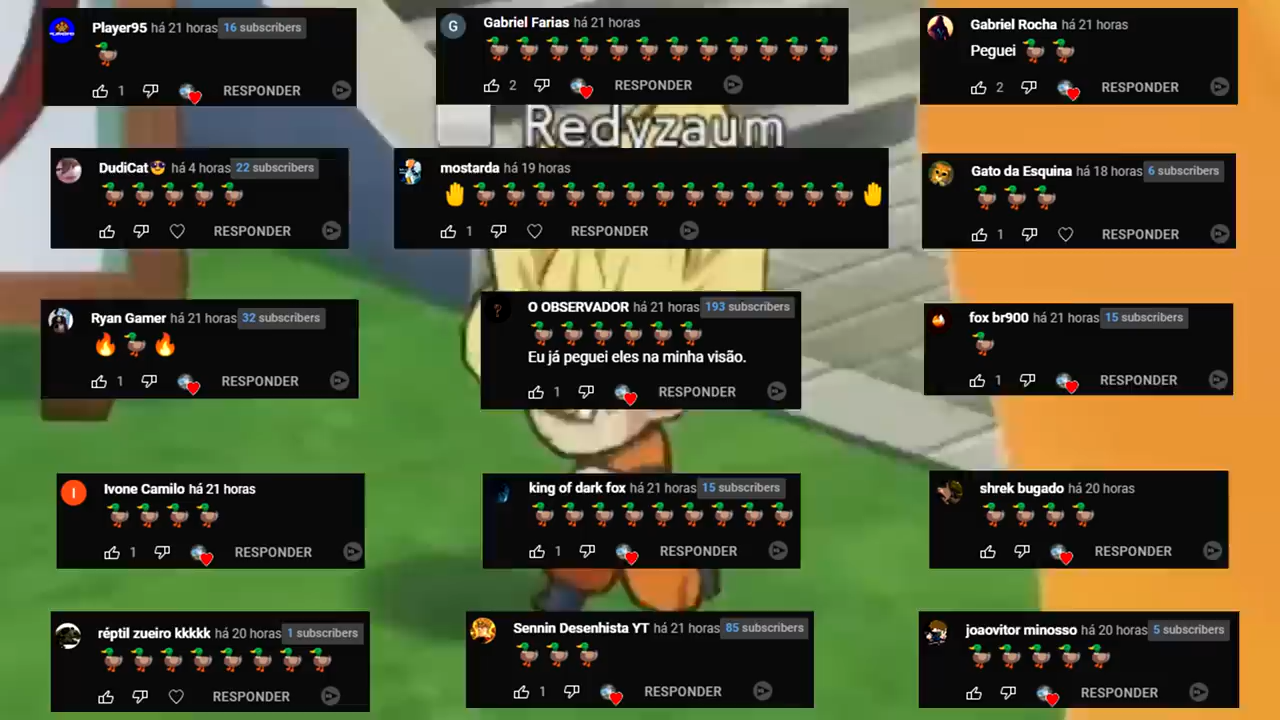 Player95 há 21 horas 16 subscribers
🦆
1 RESPONDER
Gabriel Farias há 21 horas
🦆🦆🦆🦆🦆🦆🦆🦆🦆🦆🦆🦆
2 RESPONDER
Gabriel Rocha há 21 horas
Peguei 🦆🦆
2 RESPONDER
Redyzaum
DudiCat😎 há 4 horas 22 subscribers
🦆🦆🦆🦆🦆
RESPONDER
mostarda há 19 horas
🤚🦆🦆🦆🦆🦆🦆🦆🦆🦆🦆🦆🦆🦆🤚
1 RESPONDER
Gato da Esquina há 18 horas 6 subscribers
🦆🦆🦆
1 RESPONDER
Ryan Gamer há 21 horas 32 subscribers
🔥🦆🔥
1 RESPONDER
O OBSERVADOR há 21 horas 193 subscribers
🦆🦆🦆🦆🦆🦆
Eu já peguei eles na minha visão.
1 RESPONDER
fox br900 há 21 horas 15 subscribers
🦆
1 RESPONDER
I
Ivone Camilo há 21 horas
🦆🦆🦆🦆
1 RESPONDER
king of dark fox há 21 horas 15 subscribers
🦆🦆🦆🦆🦆🦆🦆🦆🦆
1 RESPONDER
shrek bugado há 20 horas
🦆🦆🦆🦆
RESPONDER
réptil zueiro kkkkk há 20 horas 1 subscribers
🦆🦆🦆🦆🦆🦆🦆🦆
RESPONDER
Sennin Desenhista YT há 21 horas 85 subscribers
🦆🦆🦆
1 RESPONDER
joaovitor minosso há 20 horas 5 subscribers
🦆🦆🦆🦆🦆
RESPONDER